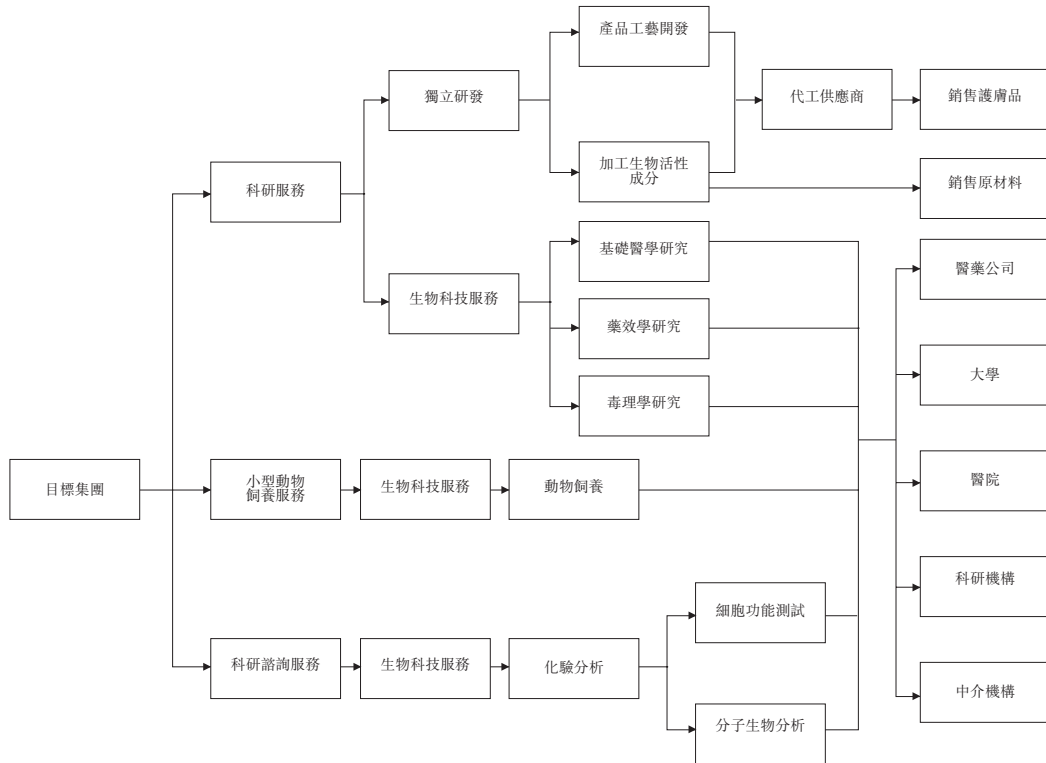 產品工藝開發
獨立研發
代工供應商
銷售護膚品
加工生物活性
成分
科研服務
銷售原材料
基礎醫學研究
醫藥公司
生物科技服務
藥效學研究
大學
毒理學研究
目標集團
小型動物
飼養服務
生物科技服務
動物飼養
醫院
科研機構
細胞功能測試
科研諮詢服務
生物科技服務
化驗分析
中介機構
分子生物分析